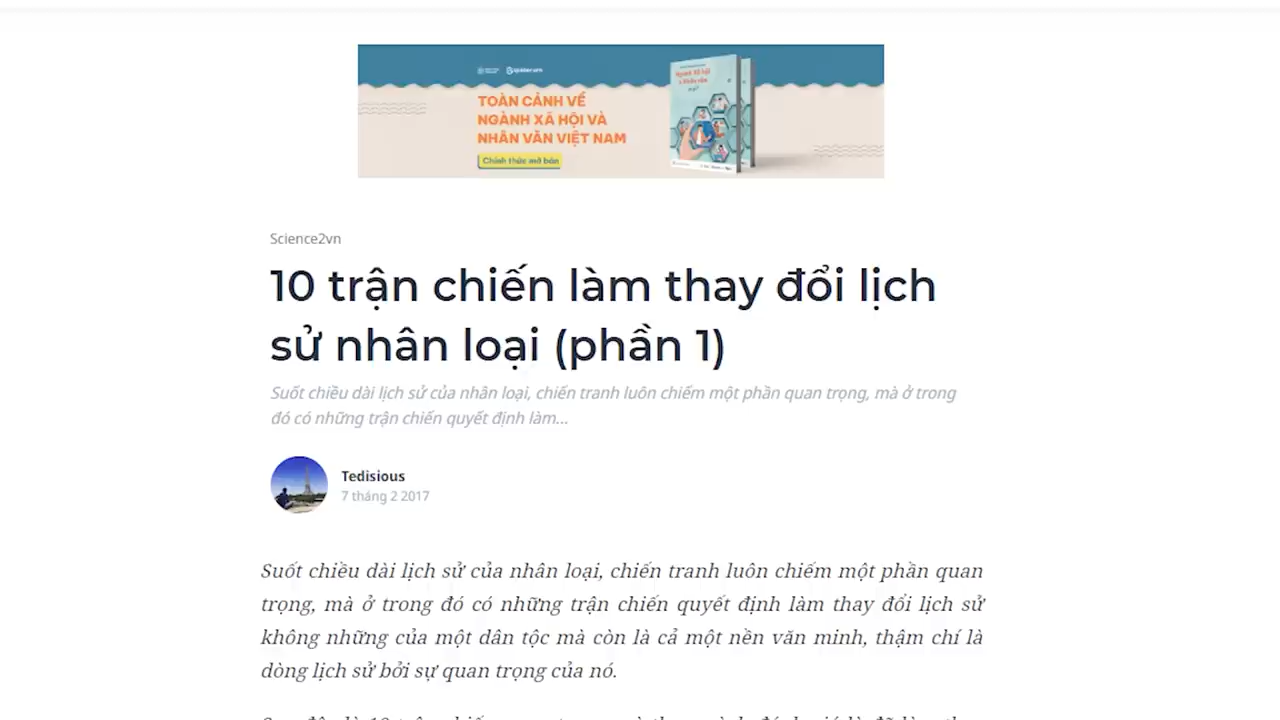 TOÀN CẢNH VỀ
NGÀNH XÃ HỘI VÀ
NHÂN VĂN VIỆT NAM
Chính thức mở bán
Science2vn
10 trận chiến làm thay đổi lịch
sử nhân loại (phần 1)
Suốt chiều dài lịch sử của nhân loại, chiến tranh luôn chiếm một phần quan trọng, mà ở trong
đó có những trận chiến quyết định làm...
Tedisious
7 tháng 2 2017
Suốt chiều dài lịch sử của nhân loại, chiến tranh luôn chiếm một phần quan
trọng, mà ở trong đó có những trận chiến quyết định làm thay đổi lịch sử
không những của một dân tộc mà còn là cả một nền văn minh, thậm chí là
dòng lịch sử bởi sự quan trọng của nó.